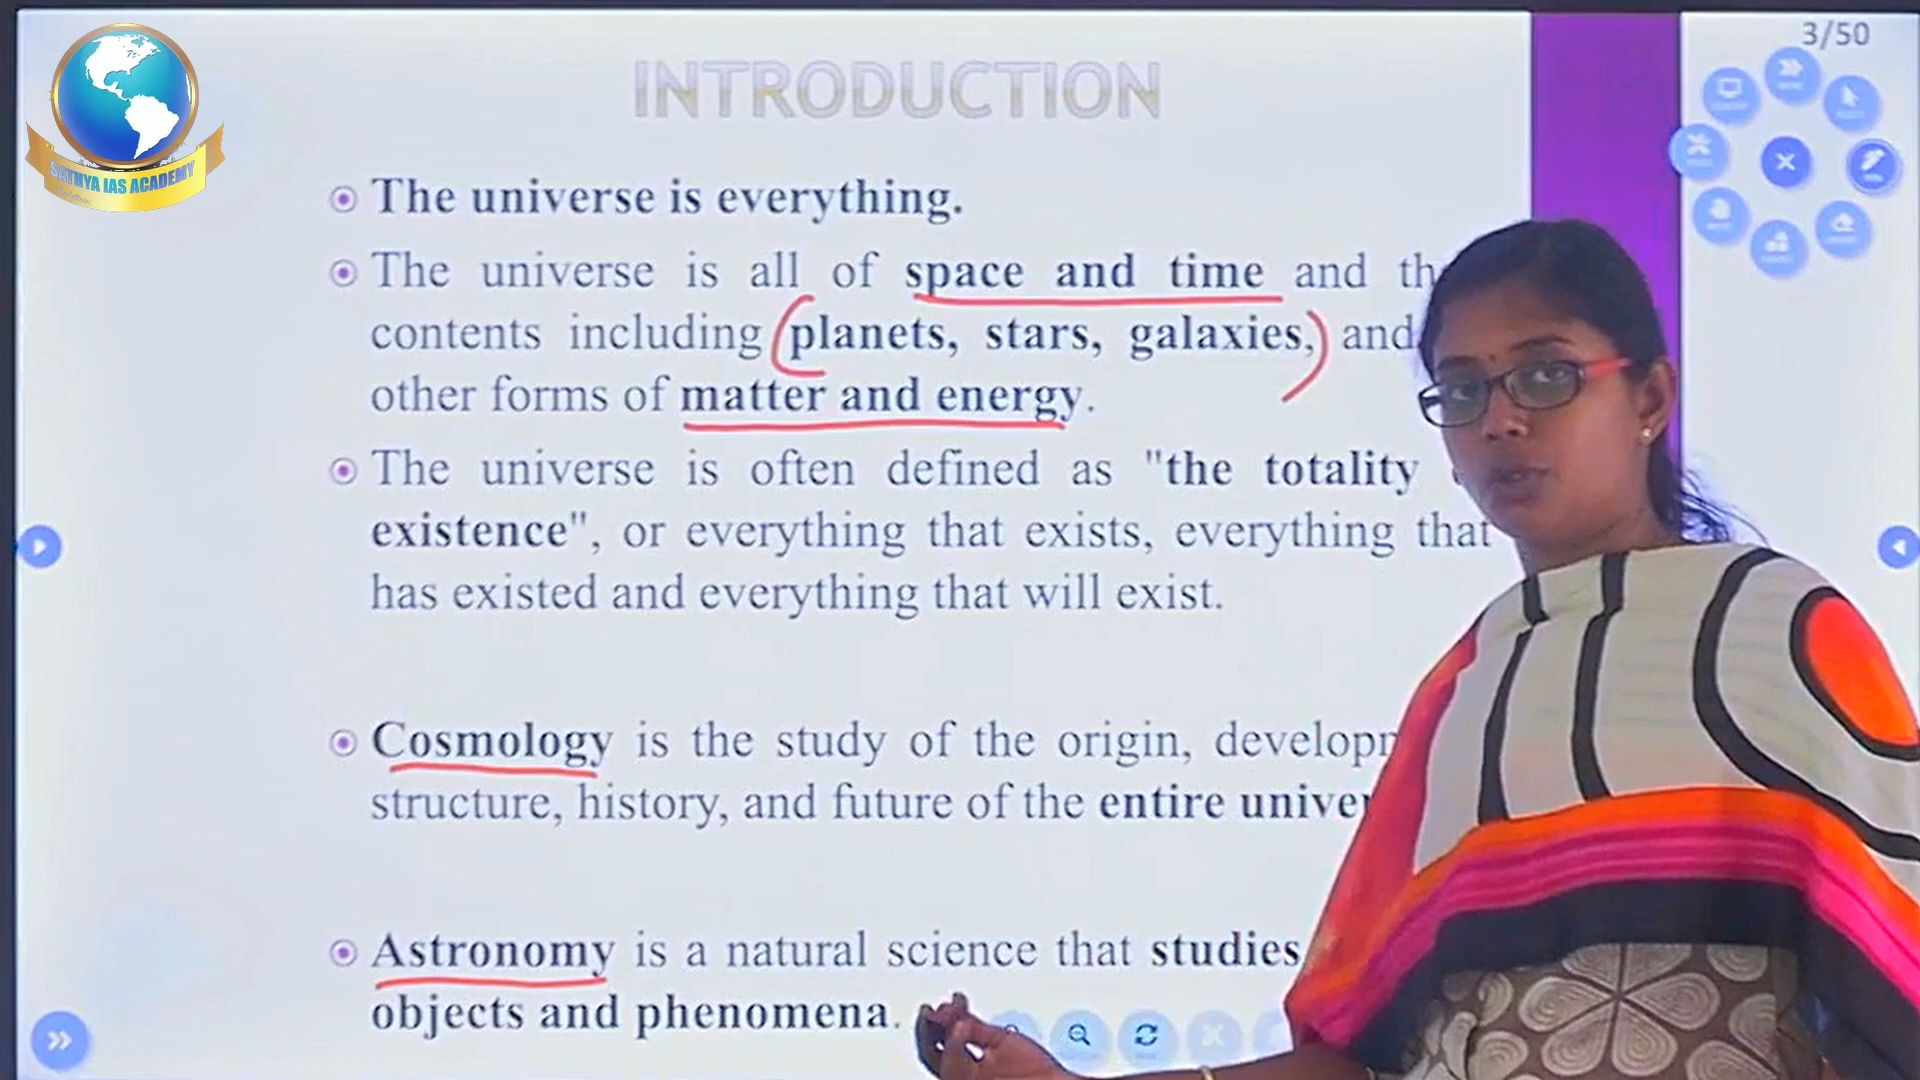 3/50
SATHYA IAS ACADEMY
INTRODUCTION
The universe is everything.
The universe is all of space and time and
contents including planets, stars, galaxies, and
other forms of matter and energy.
The universe is often defined as "the totality
existence", or everything that exists, everything that
has existed and everything that will exist.
Cosmology is the study of the origin,
structure, history, and future of the entire
Astronomy is a natural science that studies
objects and phenomena.